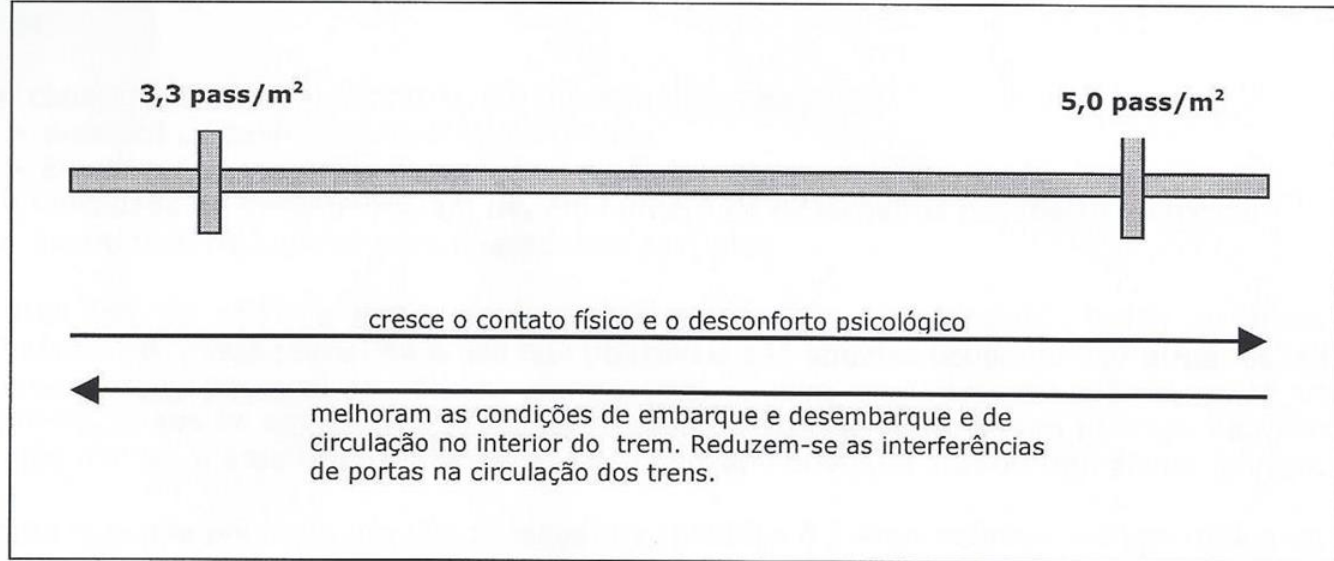 3,3 pass/m²
5,0 pass/m²
cresce o contato físico e o desconforto psicológico
melhoram as condições de embarque e desembarque e de
circulação no interior do trem. Reduzem-se as interferências
de portas na circulação dos trens.